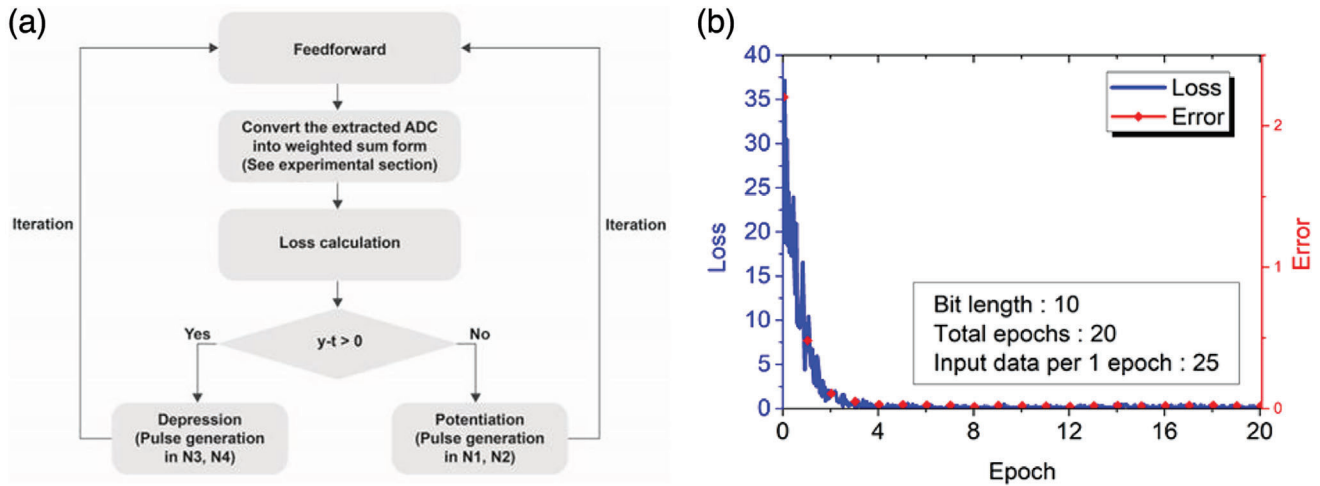 (a)
Feedforward
Convert the extracted ADC
into weighted sum form
(See experimental section)
Iteration
Iteration
Loss calculation
Yes
No
y-t > 0
Depression
(Pulse generation
in N3, N4)
Potentiation
(Pulse generation
in N1, N2)
(b)
40
35
30
25
20
15
10
5
0
Loss
Loss
Error
2
1
0
Error
Bit length : 10
Total epochs : 20
Input data per 1 epoch : 25
0 4 8 12 16 20
Epoch